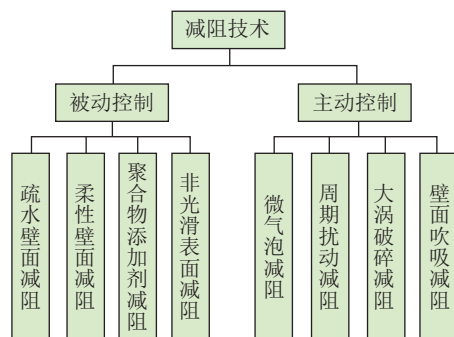 减阻技术
被动控制
主动控制
疏水壁面减阻
柔性壁面减阻
聚合物添加剂减阻
非光滑表面减阻
微气泡减阻
周期扰动减阻
大涡破碎减阻
壁面吹吸减阻